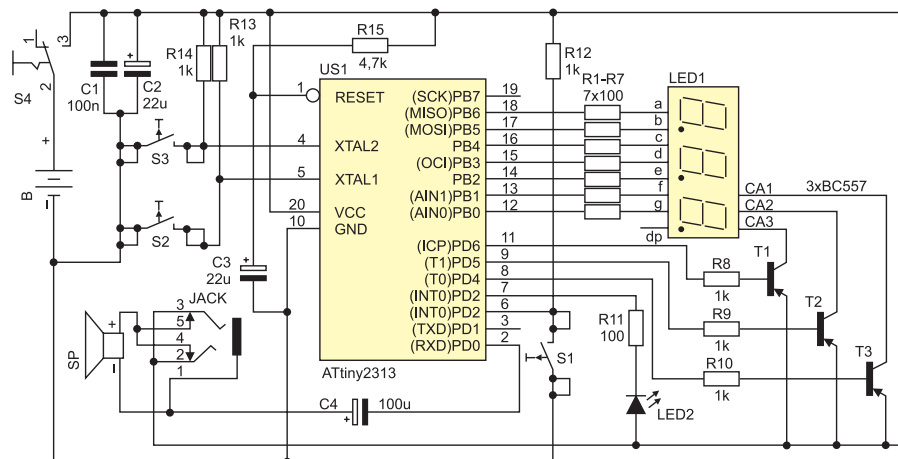 1
3
2
S4
C1
100n
C2
22u
+
R14
1k
R13
1k
R15
4,7k
R12
1k
US1
1
RESET
4
XTAL2
5
XTAL1
20
VCC
10
GND
(SCK)PB7
19
(MISO)PB6
18
(MOSI)PB5
17
PB4
16
(OCI)PB3
15
PB2
14
(AIN1)PB1
13
(AIN0)PB0
12
(ICP)PD6
11
(T1)PD5
9
(T0)PD4
8
(INT0)PD2
7
(INT0)PD2
6
(TXD)PD1
3
(RXD)PD0
2
ATtiny2313
R1-R7
7x100
LED1
a
b
c
d
e
f
g
dp
CA1
CA2
CA3
3xBC557
S3
S2
+
B
-
C3
22u
+
JACK
3
5
4
2
1
SP
+
-
C4
+
100u
R11
100
LED2
S1
R8
1k
R9
1k
R10
1k
T1
T2
T3